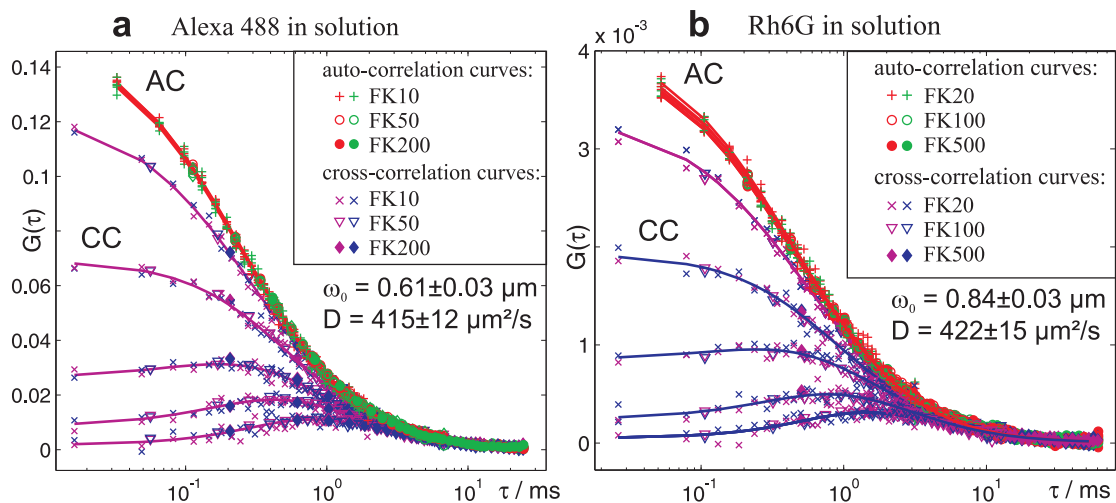 a Alexa 488 in solution
0.14
0.12
0.1
0.08
0.06
0.04
0.02
0
G(τ)
AC
CC
auto-correlation curves:
FK10
FK50
FK200
cross-correlation curves:
FK10
FK50
FK200
ω₀ = 0.61±0.03 µm
D = 415±12 µm²/s
10⁻¹ 10⁰ 10¹ τ / ms
b Rh6G in solution
x 10⁻³
4
2
0
G(τ)
AC
CC
auto-correlation curves:
FK20
FK100
FK500
cross-correlation curves:
FK20
FK100
FK500
ω₀ = 0.84±0.03 µm
D = 422±15 µm²/s
10⁻¹ 10⁰ 10¹ τ / ms